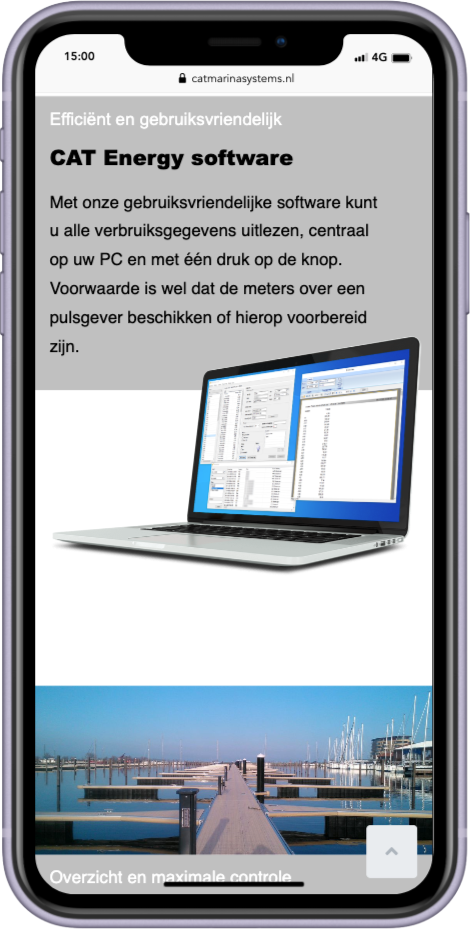 15:00
4G
catmarinasystems.nl
Efficiënt en gebruiksvriendelijk
CAT Energy software
Met onze gebruiksvriendelijke software kunt
u alle verbruiksgegevens uitlezen, centraal
op uw PC en met één druk op de knop.
Voorwaarde is wel dat de meters over een
pulsgever beschikken of hierop voorbereid
zijn.
Overzicht en maximale controle